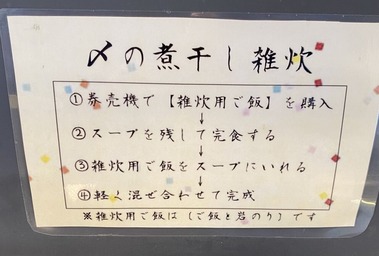 〆の煮干し雑炊
①券売機で【雑炊用ご飯】を購入
↓
②スープを残して完食する
↓
③雑炊用ご飯をスープにいれる
↓
④軽く混ぜ合わせて完成
※雑炊用ご飯は(ご飯と岩のり)です